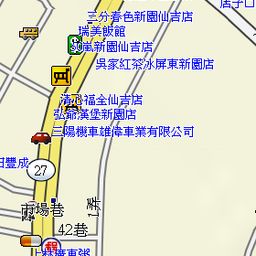 三分春色新園仙吉店
瑞美飯館
50嵐新園仙吉店
吳家紅茶冰屏東新園店
清心福全仙吉店
弘爺漢堡新園店
三陽機車雄偉車業有限公司
田豐成
27
市場巷
42巷